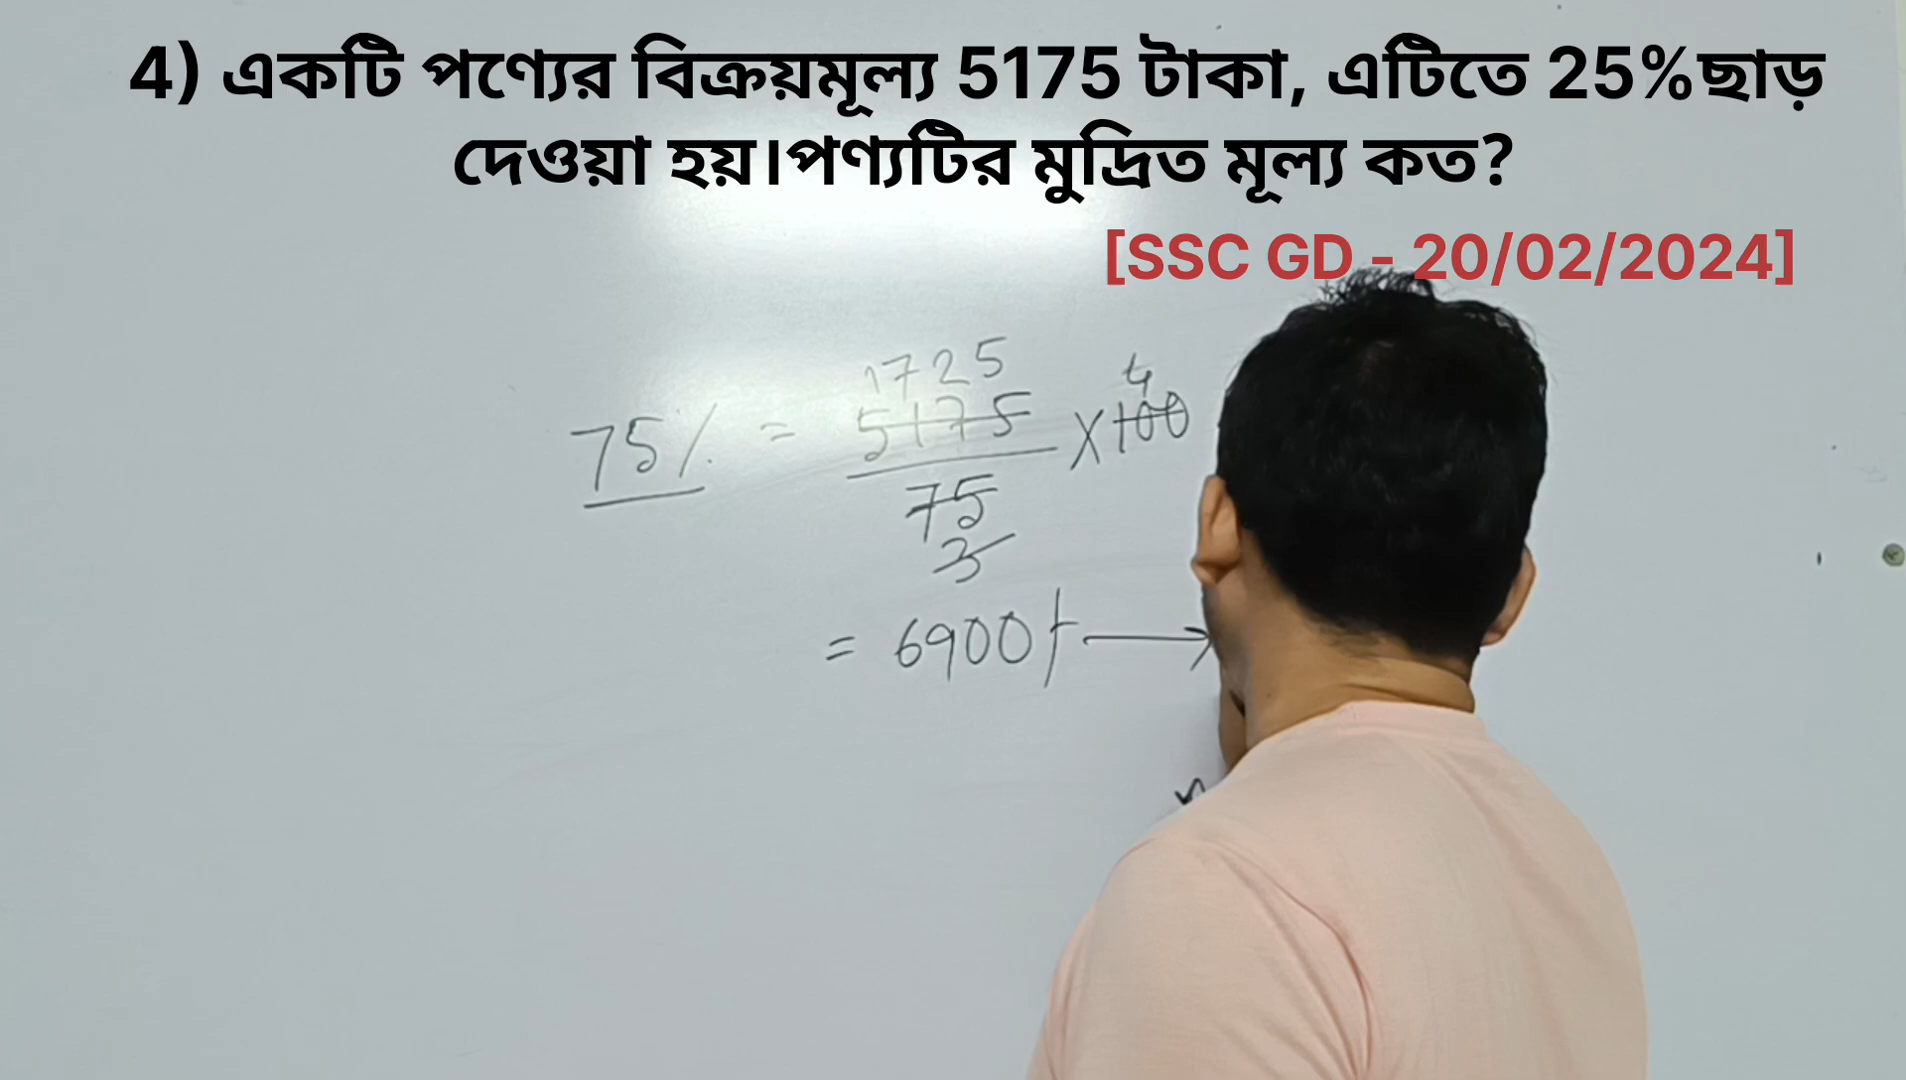 4) একটি পণ্যের বিক্রয়মূল্য 5175 টাকা, এটিতে 25%ছাড়
দেওয়া হয়।পণ্যটির মুদ্রিত মূল্য কত?
[SSC GD - 20/02/2024]
1725 4
75% = 5175 × 100
75
3
= 6900/- →